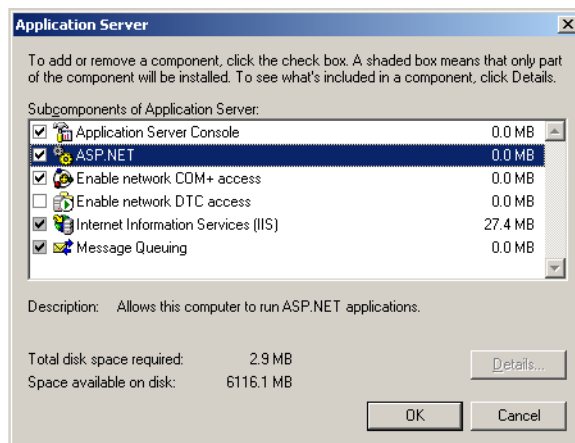 Application Server
To add or remove a component, click the check box. A shaded box means that only part
of the component will be installed. To see what's included in a component, click Details.
Subcomponents of Application Server:
Application Server Console 0.0 MB
ASP.NET 0.0 MB
Enable network COM+ access 0.0 MB
Enable network DTC access 0.0 MB
Internet Information Services (IIS) 27.4 MB
Message Queuing 0.0 MB
Description: Allows this computer to run ASP.NET applications.
Total disk space required: 2.9 MB
Details...
Space available on disk: 6116.1 MB
OK Cancel